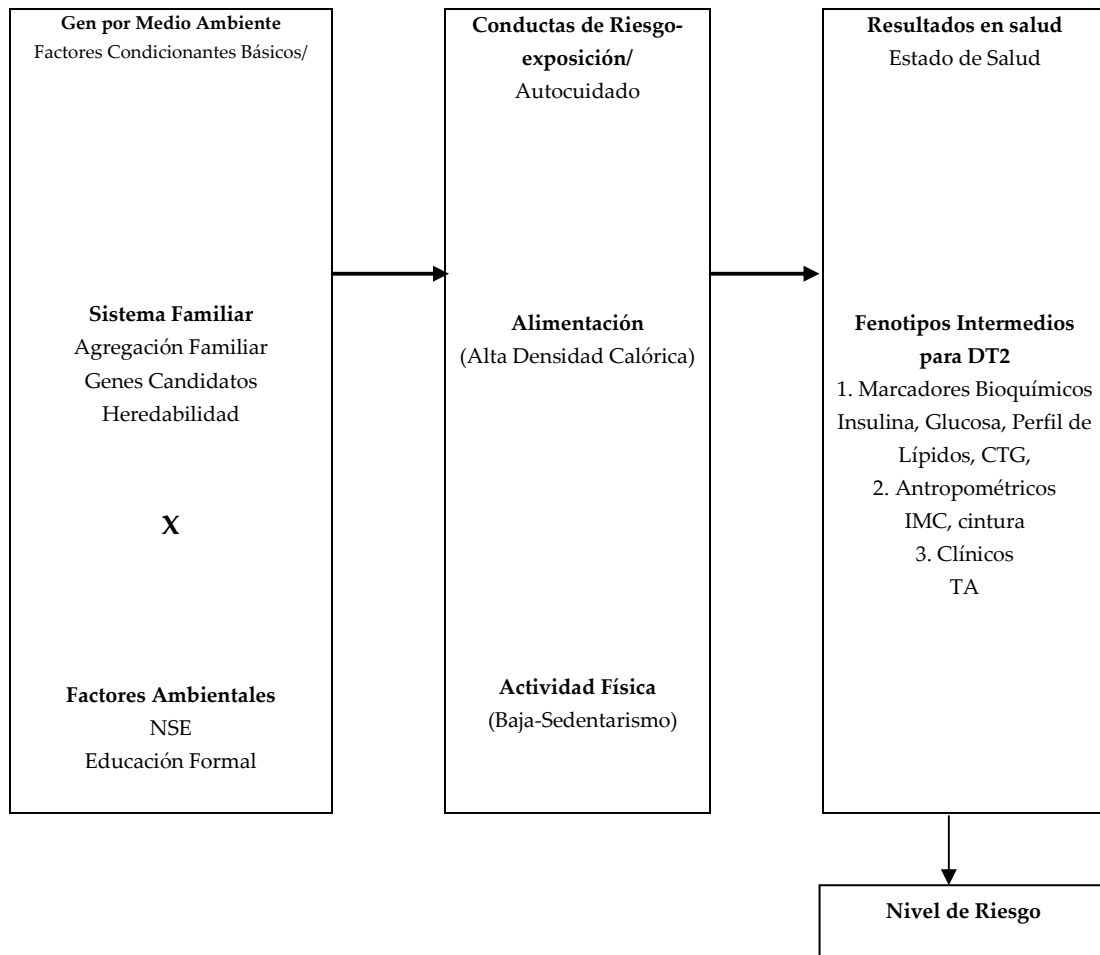 Gen por Medio Ambiente
Factores Condicionantes Básicos/
Sistema Familiar
Agregación Familiar
Genes Candidatos
Heredabilidad
X
Factores Ambientales
NSE
Educación Formal
Conductas de Riesgo-
exposición/
Autocuidado
Alimentación
(Alta Densidad Calórica)
Actividad Física
(Baja-Sedentarismo)
Resultados en salud
Estado de Salud
Fenotipos Intermedios
para DT2
1. Marcadores Bioquímicos
Insulina, Glucosa, Perfil de
Lípidos, CTG,
2. Antropométricos
IMC, cintura
3. Clínicos
TA
Nivel de Riesgo